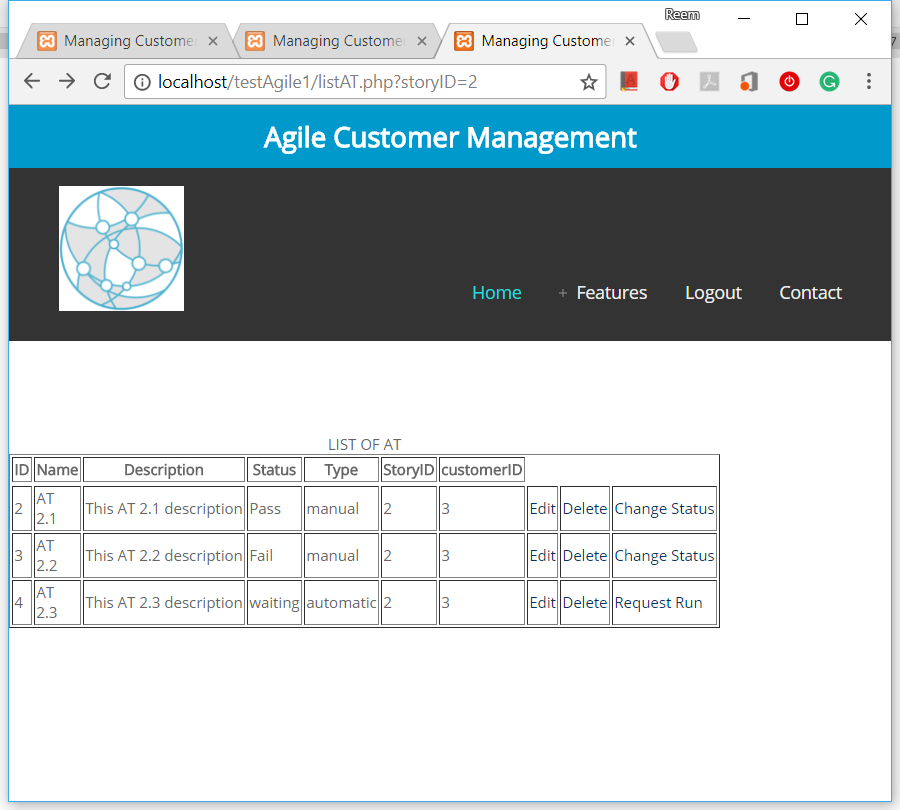 Reem
Managing Custome
Managing Custome
Managing Custome
localhost/testAgile1/listAT.php?storyID=2
Agile Customer Management
Home + Features Logout Contact
LIST OF AT
ID Name Description Status Type StoryID customerID
2 AT 2.1 This AT 2.1 description Pass manual 2 3 Edit Delete Change Status
3 AT 2.2 This AT 2.2 description Fail manual 2 3 Edit Delete Change Status
4 AT 2.3 This AT 2.3 description waiting automatic 2 3 Edit Delete Request Run